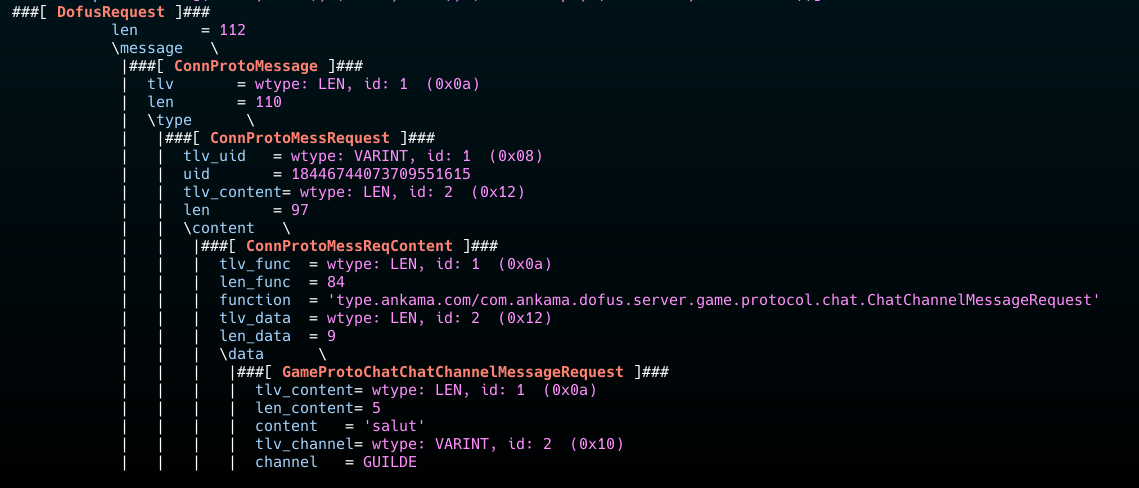 ###[ DofusRequest ]###
len = 112
\message \
|###[ ConnProtoMessage ]###
| tlv = wtype: LEN, id: 1 (0x0a)
| len = 110
| \type \
| |###[ ConnProtoMessRequest ]###
| | tlv_uid = wtype: VARINT, id: 1 (0x08)
| | uid = 18446744073709551615
| | tlv_content= wtype: LEN, id: 2 (0x12)
| | len = 97
| | \content \
| | |###[ ConnProtoMessReqContent ]###
| | | tlv_func = wtype: LEN, id: 1 (0x0a)
| | | len_func = 84
| | | function = 'type.ankama.com/com.ankama.dofus.server.game.protocol.chat.ChatChannelMessageRequest'
| | | tlv_data = wtype: LEN, id: 2 (0x12)
| | | len_data = 9
| | | \data \
| | | |###[ GameProtoChatChatChannelMessageRequest ]###
| | | | tlv_content= wtype: LEN, id: 1 (0x0a)
| | | | len_content= 5
| | | | content = 'salut'
| | | | tlv_channel= wtype: VARINT, id: 2 (0x10)
| | | | channel = GUILDE